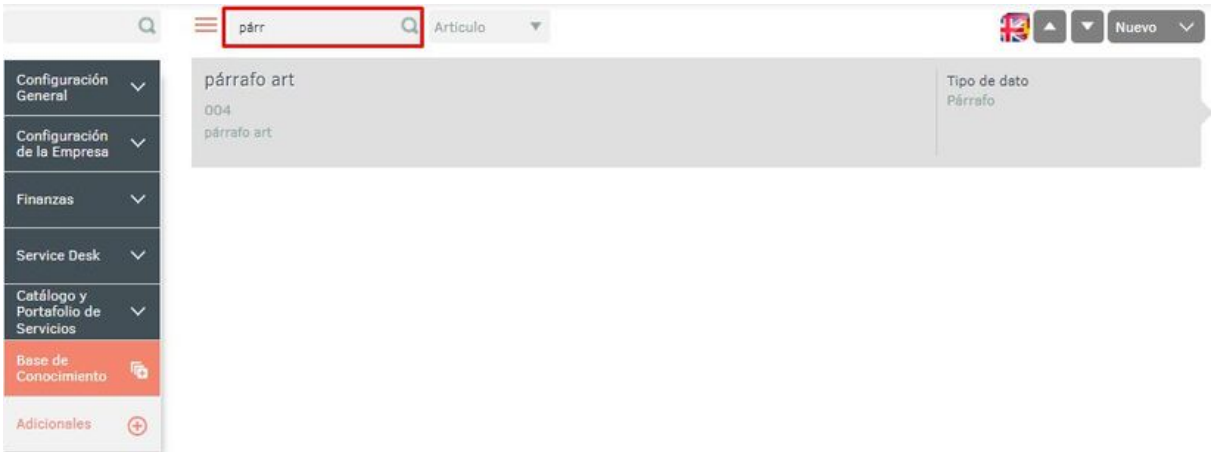 párr
Articulo
Nuevo
Configuración
General
Configuración
de la Empresa
Finanzas
Service Desk
Catálogo y
Portafolio de
Servicios
Base de
Conocimiento
Adicionales
párrafo art
004
párrafo art
Tipo de dato
Párrafo